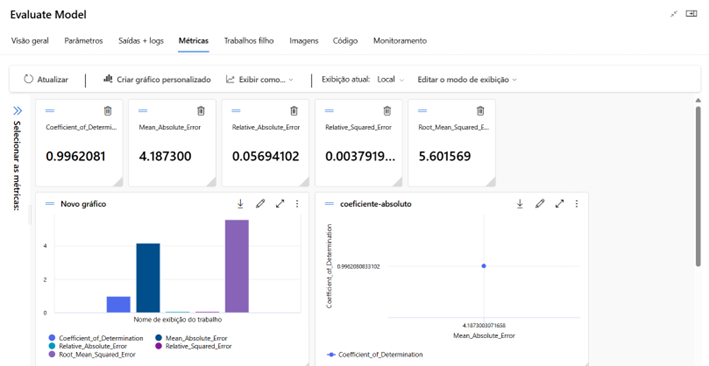 Evaluate Model
Visão geral Parâmetros Saídas + logs Métricas Trabalhos filho Imagens Código Monitoramento
Atualizar Criar gráfico personalizado Exibir como... Exibição atual: Local Editar o modo de exibição
Selecionar as métricas:
Coefficient_of_Determi... Mean_Absolute_Error Relative_Absolute_Error Relative_Squared_Error Root_Mean_Squared_E...
0.9962081 4.187300 0.05694102 0.0037919... 5.601569
Novo gráfico
4
2
0
Nome de exibição do trabalho
Coefficient_of_Determination Mean_Absolute_Error
Relative_Absolute_Error Relative_Squared_Error
Root_Mean_Squared_Error
coeficiente-absoluto
Coefficient_of_Determination
0.9962080833102
4.1873003071658
Mean_Absolute_Error
Coefficient_of_Determination